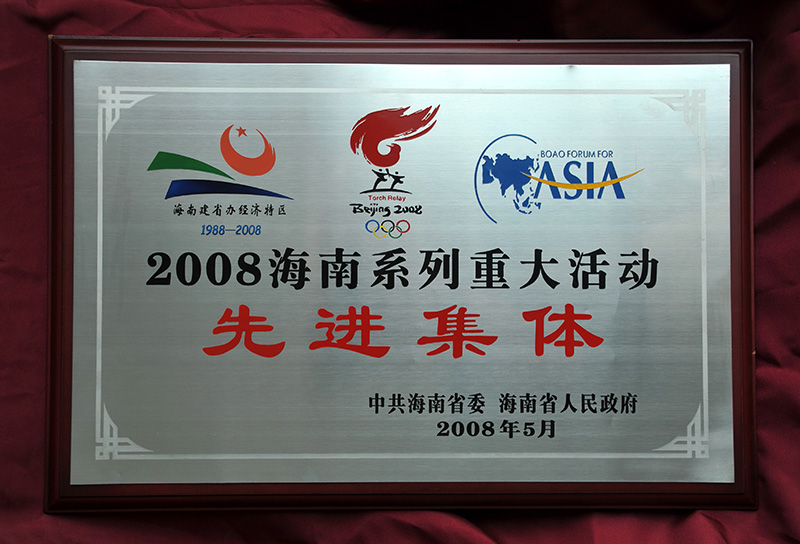 海南建省办经济特区
1988—2008
Torch Relay
Beijing 2008
BOAO FORUM FOR
ASIA
2008海南系列重大活动
先进集体
中共海南省委 海南省人民政府
2008年5月